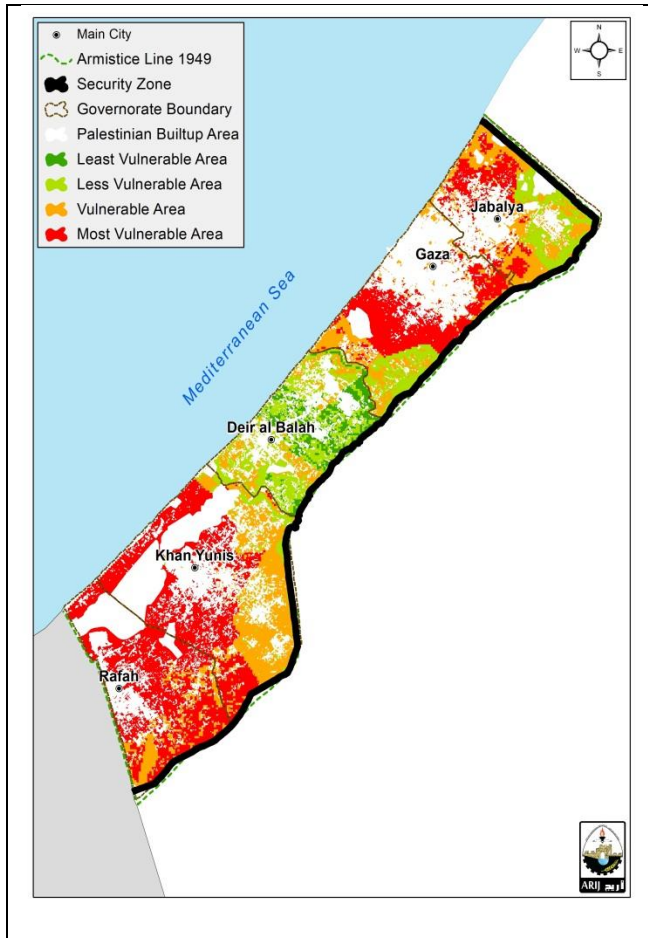 Main City
Armistice Line 1949
Security Zone
Governorate Boundary
Palestinian Builtup Area
Least Vulnerable Area
Less Vulnerable Area
Vulnerable Area
Most Vulnerable Area
N
W E
S
Jabalya
Gaza
Mediterranean Sea
Deir al Balah
Khan Yunis
Rafah
ARIJ أريج